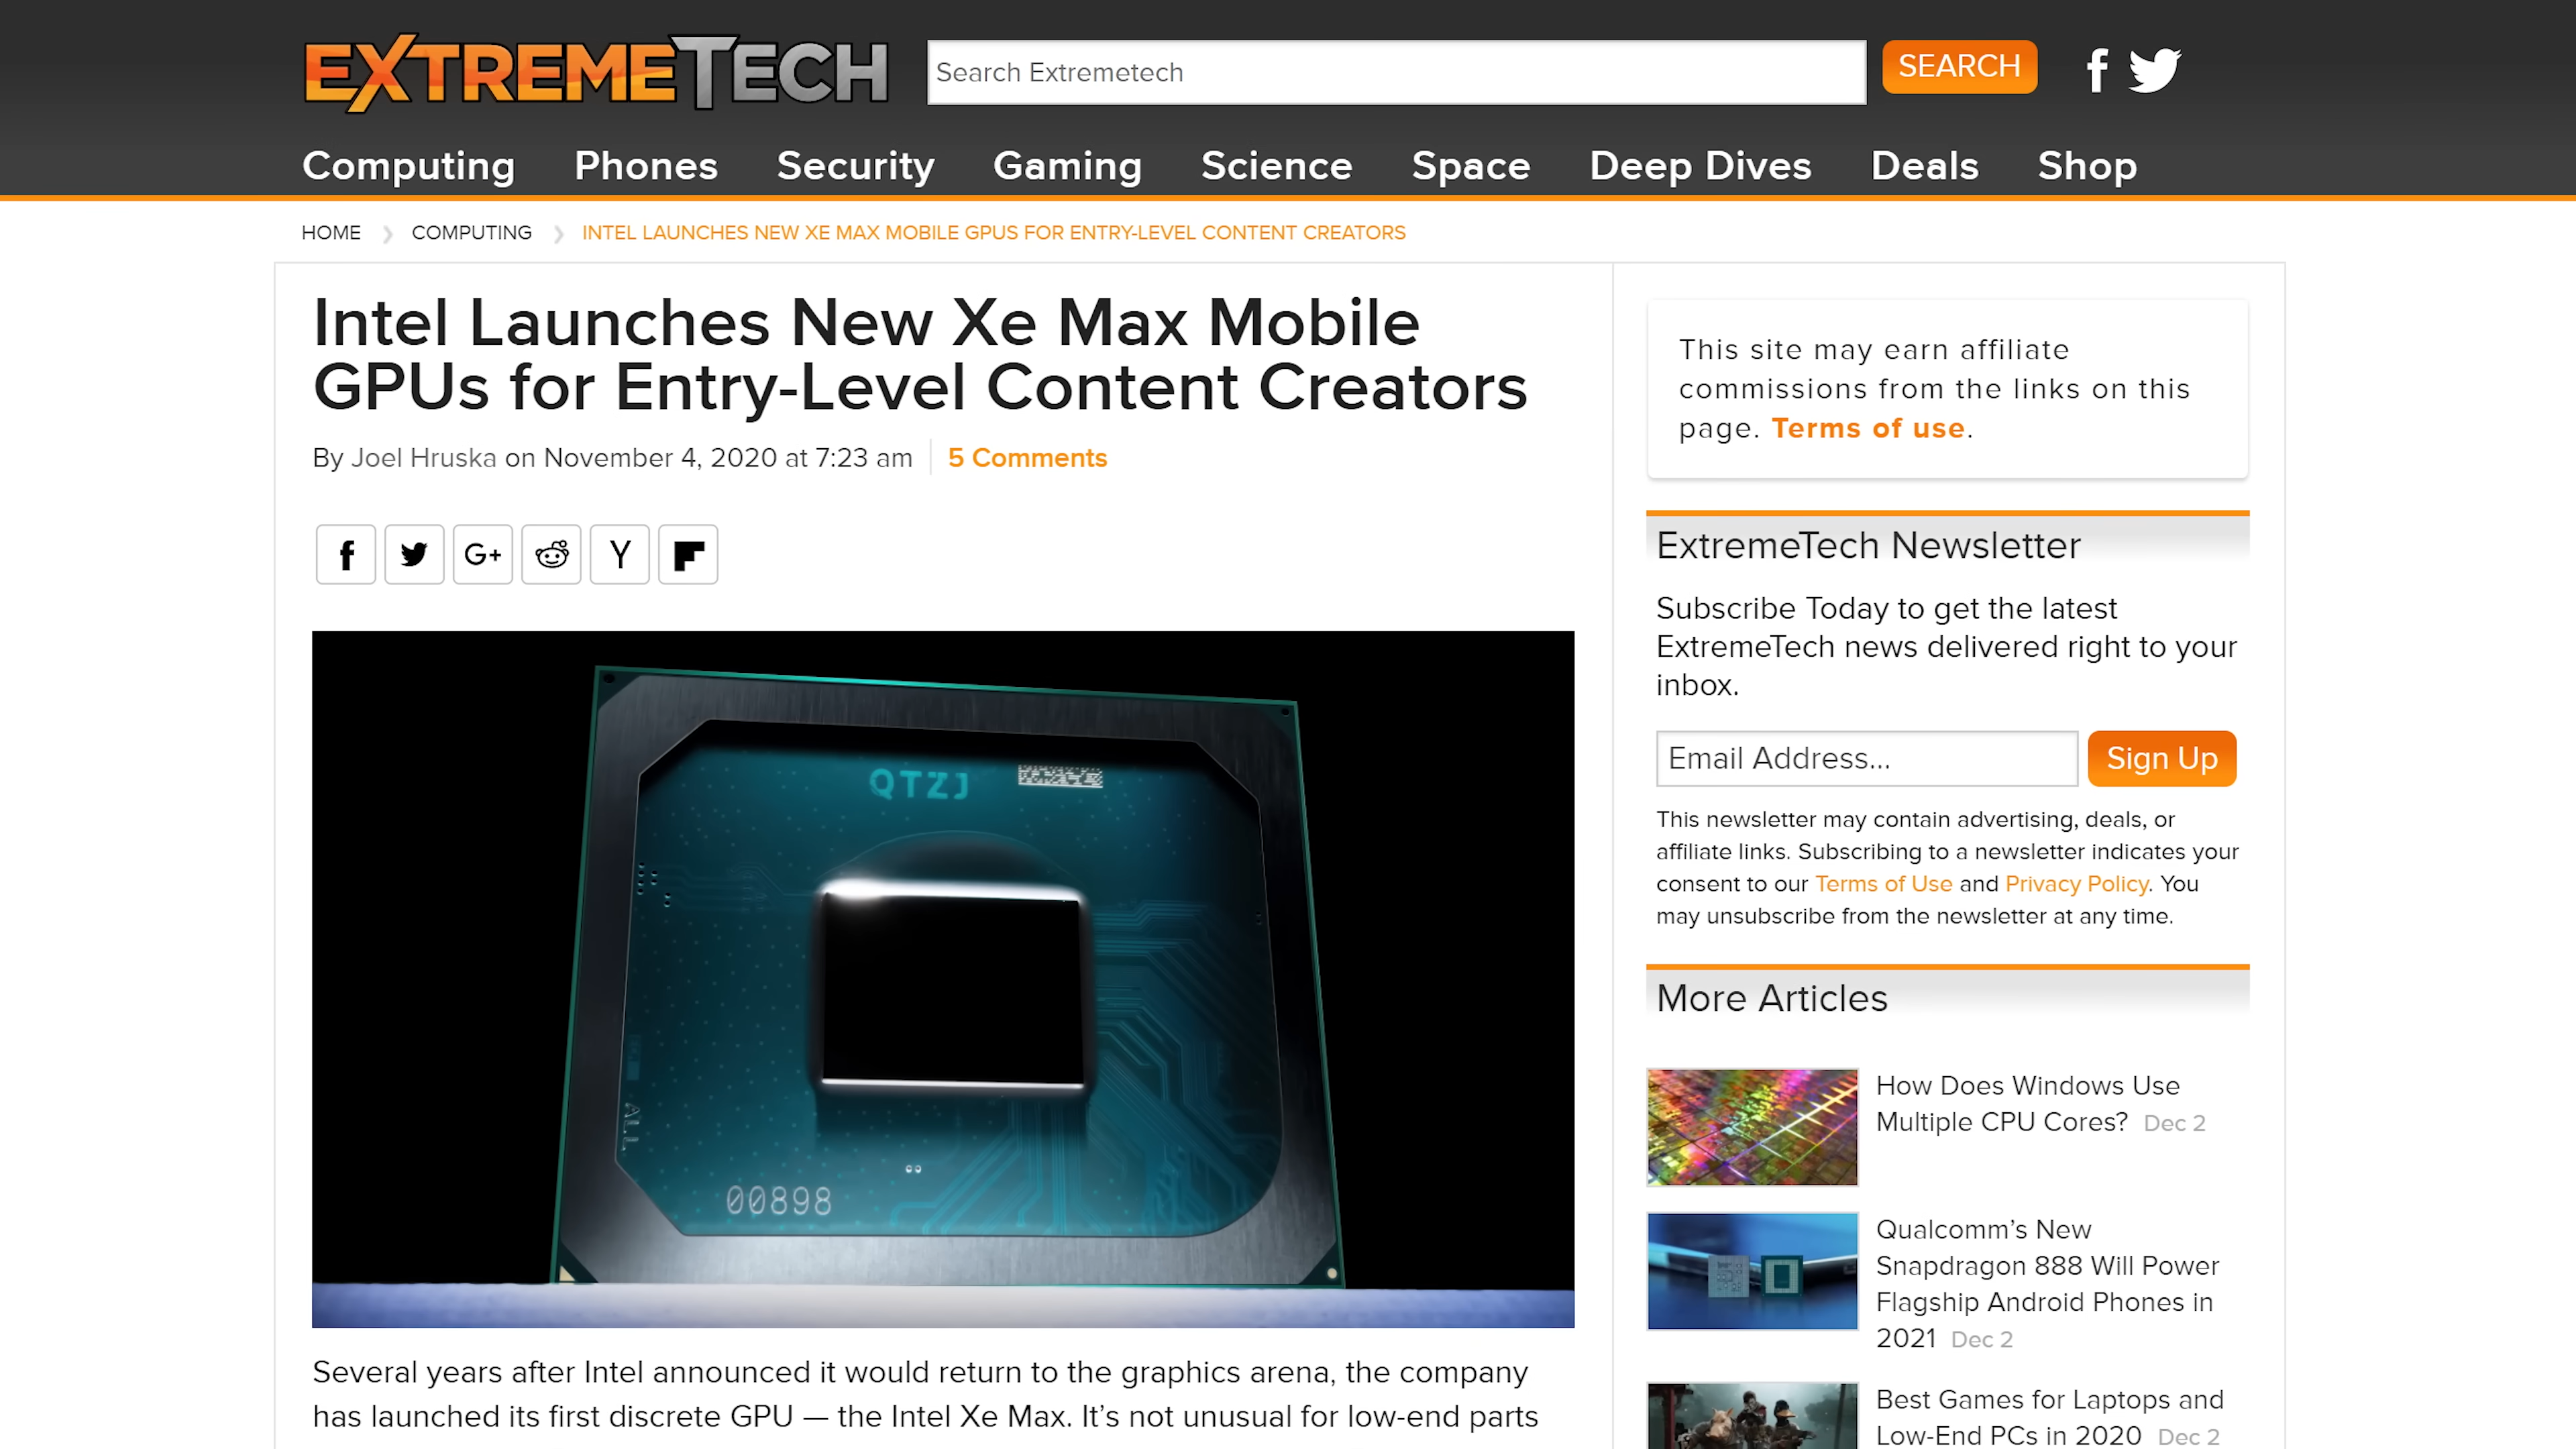 EXTREMETECH
Search Extremetech
SEARCH
Computing
Phones
Security
Gaming
Science
Space
Deep Dives
Deals
Shop
HOME
COMPUTING
INTEL LAUNCHES NEW XE MAX MOBILE GPUS FOR ENTRY-LEVEL CONTENT CREATORS
Intel Launches New Xe Max Mobile
GPUs for Entry-Level Content Creators
By Joel Hruska on November 4, 2020 at 7:23 am
5 Comments
G+
Y
QTZJ
00898
Several years after Intel announced it would return to the graphics arena, the company
has launched its first discrete GPU — the Intel Xe Max. It’s not unusual for low-end parts
This site may earn affiliate
commissions from the links on this
page. Terms of use.
ExtremeTech Newsletter
Subscribe Today to get the latest
ExtremeTech news delivered right to your
inbox.
Email Address...
Sign Up
This newsletter may contain advertising, deals, or
affiliate links. Subscribing to a newsletter indicates your
consent to our Terms of Use and Privacy Policy. You
may unsubscribe from the newsletter at any time.
More Articles
How Does Windows Use
Multiple CPU Cores? Dec 2
Qualcomm’s New
Snapdragon 888 Will Power
Flagship Android Phones in
2021 Dec 2
Best Games for Laptops and
Low-End PCs in 2020 Dec 2